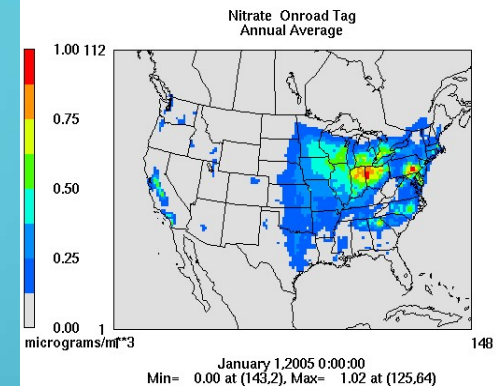 Nitrate Onroad Tag
Annual Average
1.00 112
0.75
0.50
0.25
0.00 1
micrograms/m**3
148
January 1,2005 0:00:00
Min= 0.00 at (143,2), Max= 1.02 at (125,64)